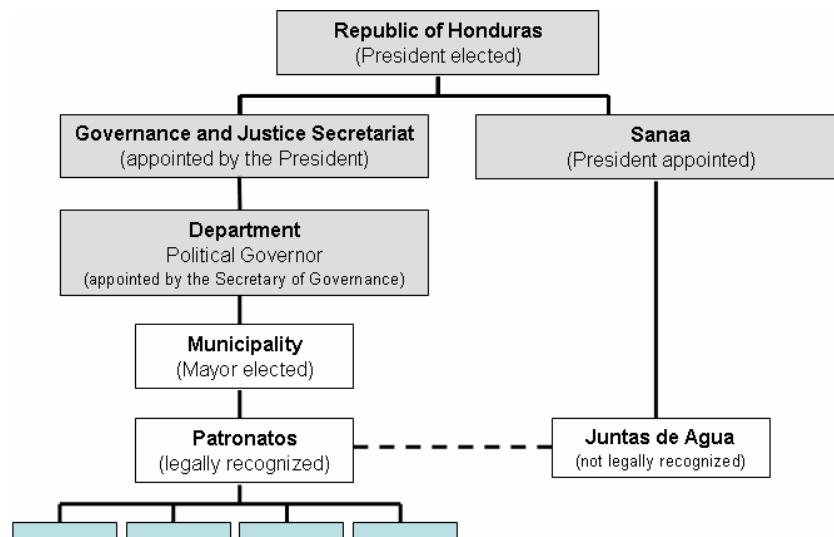 Republic of Honduras
(President elected)
Governance and Justice Secretariat
(appointed by the President)
Sanaa
(President appointed)
Department
Political Governor
(appointed by the Secretary of Governance)
Municipality
(Mayor elected)
Patronatos
(legally recognized)
Juntas de Agua
(not legally recognized)